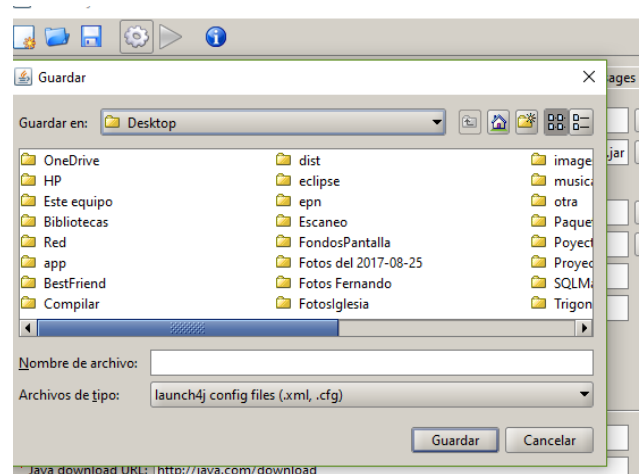 Guardar
ages
Guardar en: Desktop
.jar
OneDrive dist image
HP eclipse music
Este equipo epn otra
Bibliotecas Escaneo Paque
Red FondosPantalla Poyect
app Fotos del 2017-08-25 Proyec
BestFriend Fotos Fernando SQLM
Compilar FotosIglesia Trigon
Nombre de archivo:
Archivos de tipo: launch4j config files (.xml, .cfg)
Guardar Cancelar
* Java download URL: http://java.com/download